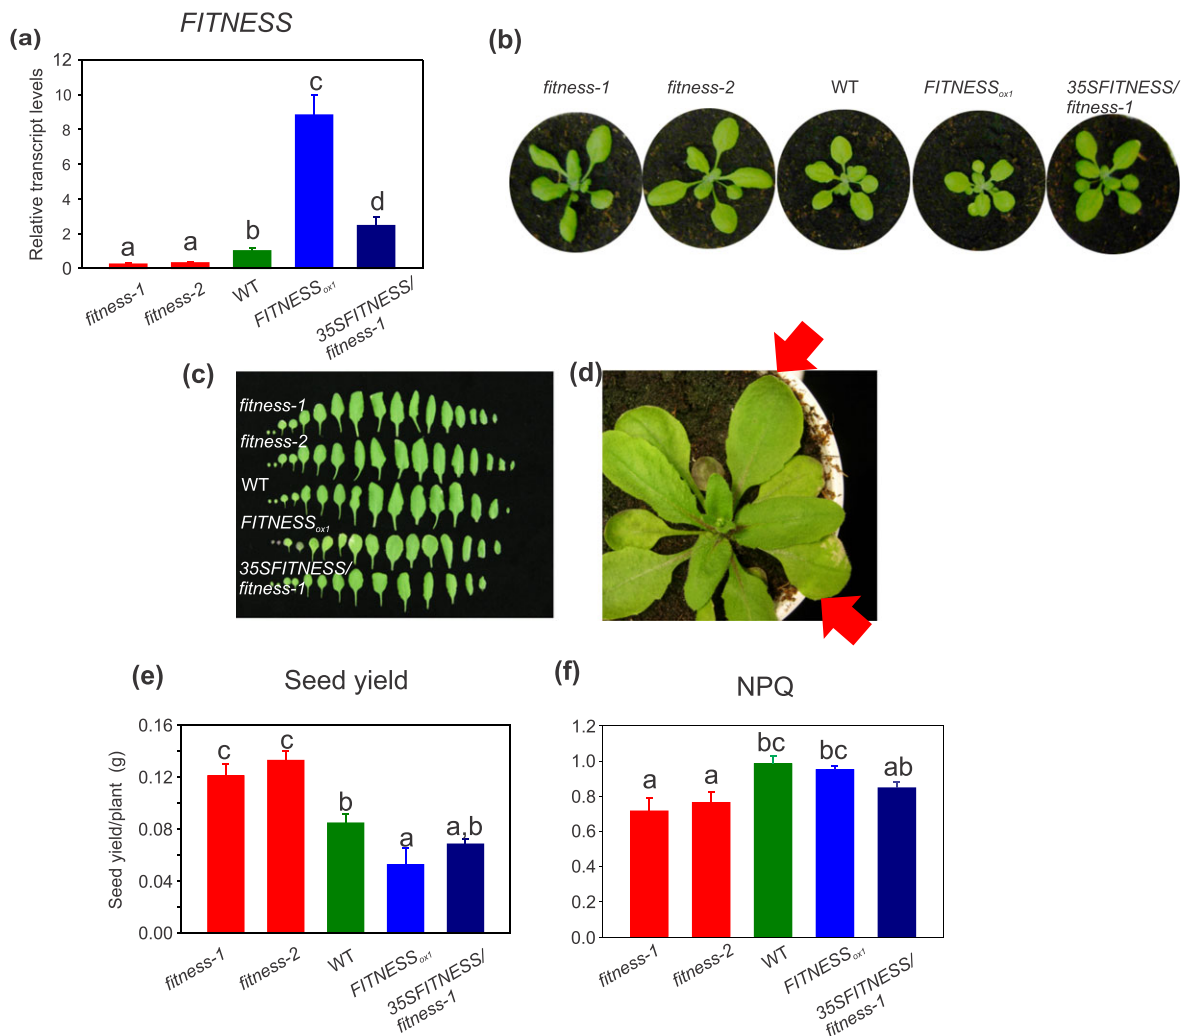 FITNESS
(a)
12
10
8
6
4
2
0
Relative transcript levels
a
a
b
c
d
fitness-1
fitness-2
WT
FITNESSox1
35SFITNESS/
fitness-1
(b)
fitness-1
fitness-2
WT
FITNESSox1
35SFITNESS/
fitness-1
(c)
fitness-1
fitness-2
WT
FITNESSox1
35SFITNESS/
fitness-1
(d)
(e)
Seed yield
0.16
0.12
0.08
0.04
0.00
Seed yield/plant (g)
c
c
b
a
a,b
fitness-1
fitness-2
WT
FITNESSox1
35SFITNESS/
fitness-1
(f)
NPQ
1.2
1.0
0.8
0.6
0.4
0.2
0.0
a
a
bc
bc
ab
fitness-1
fitness-2
WT
FITNESSox1
35SFITNESS/
fitness-1